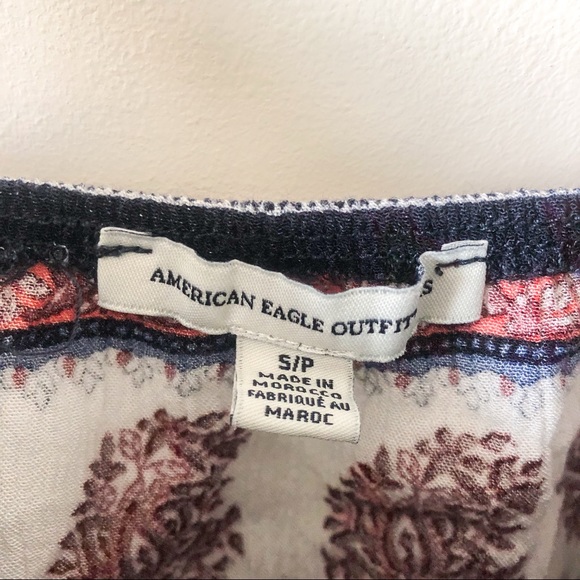 AMERICAN EAGLE OUTFIT S
S/P
MADE IN
MOROCCO
FABRIQUÉ AU
MAROC